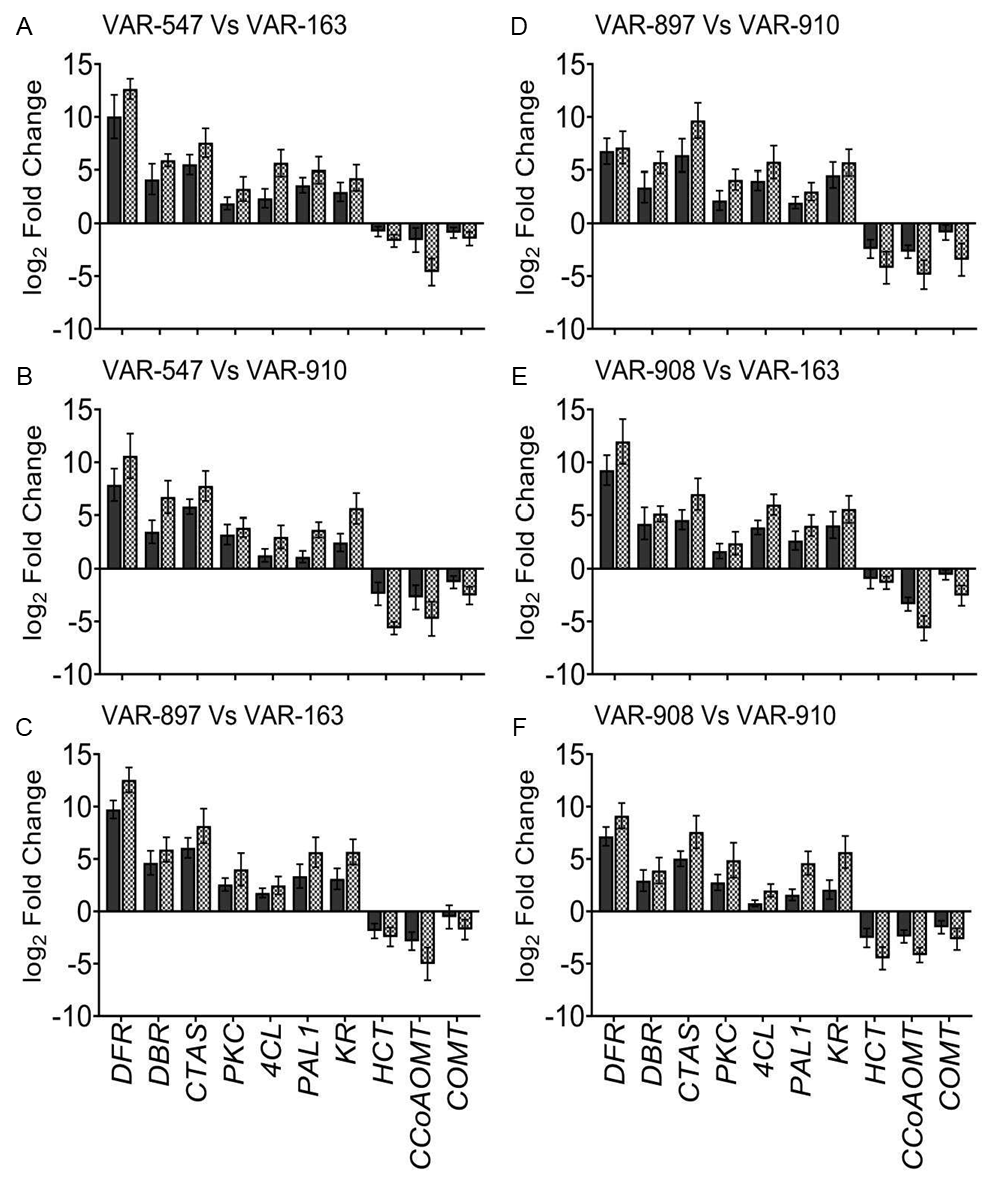 A VAR-547 Vs VAR-163
log2 Fold Change
15
10
5
0
-5
-10
B VAR-547 Vs VAR-910
log2 Fold Change
15
10
5
0
-5
-10
C VAR-897 Vs VAR-163
log2 Fold Change
15
10
5
0
-5
-10
DFR
DBR
CTAS
PKC
4CL
PAL1
KR
HCT
CCoAOMT
COMT
D VAR-897 Vs VAR-910
log2 Fold Change
15
10
5
0
-5
-10
E VAR-908 Vs VAR-163
log2 Fold Change
15
10
5
0
-5
-10
F VAR-908 Vs VAR-910
log2 Fold Change
15
10
5
0
-5
-10
DFR
DBR
CTAS
PKC
4CL
PAL1
KR
HCT
CCoAOMT
COMT